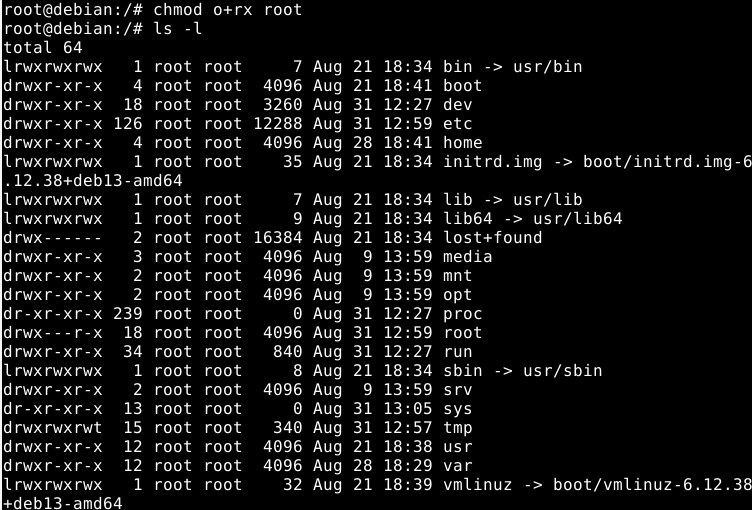 root@debian:/# chmod o+rx root
root@debian:/# ls -l
total 64
lrwxrwxrwx   1 root root     7 Aug 21 18:34 bin -> usr/bin
drwxr-xr-x   4 root root  4096 Aug 21 18:41 boot
drwxr-xr-x  18 root root  3260 Aug 31 12:27 dev
drwxr-xr-x 126 root root 12288 Aug 31 12:59 etc
drwxr-xr-x   4 root root  4096 Aug 28 18:41 home
lrwxrwxrwx   1 root root    35 Aug 21 18:34 initrd.img -> boot/initrd.img-6
.12.38+deb13-amd64
lrwxrwxrwx   1 root root     7 Aug 21 18:34 lib -> usr/lib
lrwxrwxrwx   1 root root     9 Aug 21 18:34 lib64 -> usr/lib64
drwx------   2 root root 16384 Aug 21 18:34 lost+found
drwxr-xr-x   3 root root  4096 Aug  9 13:59 media
drwxr-xr-x   2 root root  4096 Aug  9 13:59 mnt
drwxr-xr-x   2 root root  4096 Aug  9 13:59 opt
dr-xr-xr-x 239 root root     0 Aug 31 12:27 proc
drwx---r-x  18 root root  4096 Aug 31 12:59 root
drwxr-xr-x  34 root root   840 Aug 31 12:27 run
lrwxrwxrwx   1 root root     8 Aug 21 18:34 sbin -> usr/sbin
drwxr-xr-x   2 root root  4096 Aug  9 13:59 srv
dr-xr-xr-x  13 root root     0 Aug 31 13:05 sys
drwxrwxrwt  15 root root   340 Aug 31 12:57 tmp
drwxr-xr-x  12 root root  4096 Aug 21 18:38 usr
drwxr-xr-x  12 root root  4096 Aug 28 18:29 var
lrwxrwxrwx   1 root root    32 Aug 21 18:39 vmlinuz -> boot/vmlinuz-6.12.38
+deb13-amd64